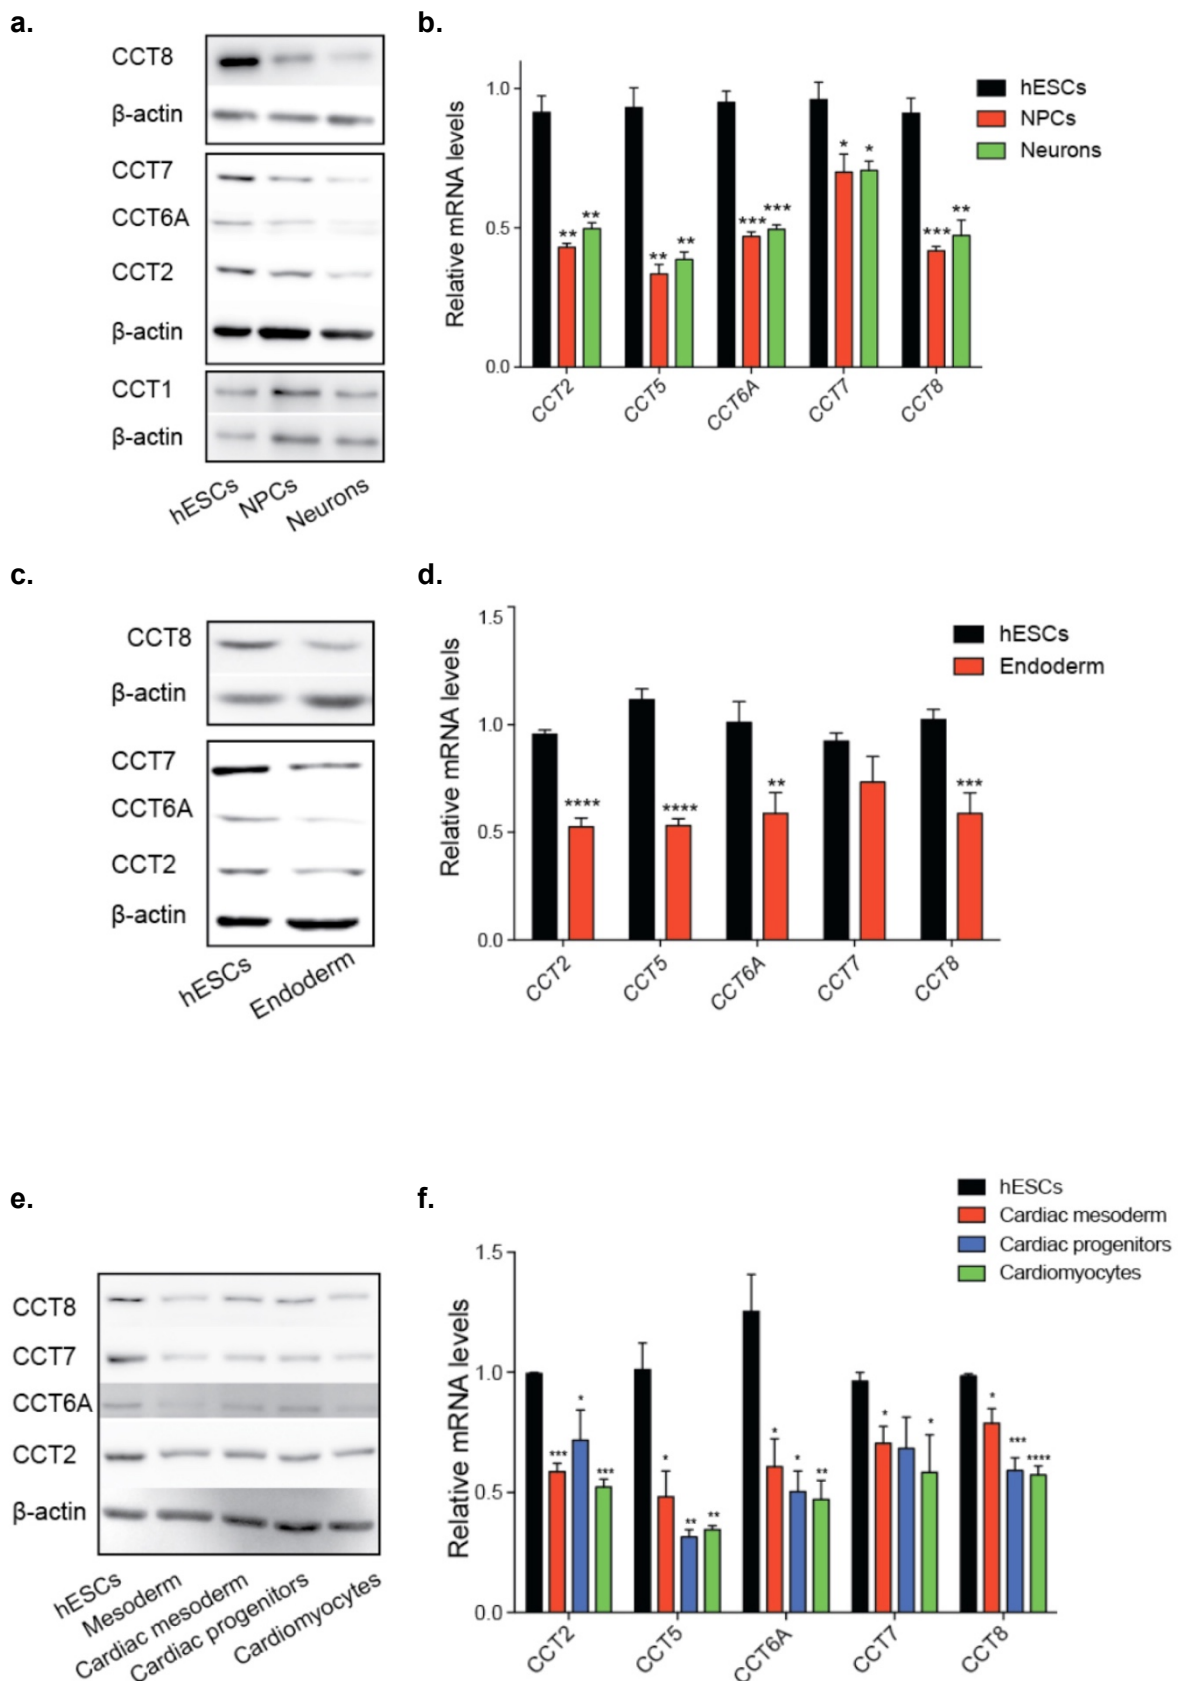 a.
CCT8
β-actin
CCT7
CCT6A
CCT2
β-actin
CCT1
β-actin
hESCs
NPCs
Neurons
b.
Relative mRNA levels
1.0
0.5
0.0
hESCs
NPCs
Neurons
** **
** **
*** ***
* *
*** **
CCT2
CCT5
CCT6A
CCT7
CCT8
c.
CCT8
β-actin
CCT7
CCT6A
CCT2
β-actin
hESCs
Endoderm
d.
Relative mRNA levels
1.5
1.0
0.5
0.0
hESCs
Endoderm
****
****
**
***
CCT2
CCT5
CCT6A
CCT7
CCT8
e.
CCT8
CCT7
CCT6A
CCT2
β-actin
hESCs
Mesoderm
Cardiac mesoderm
Cardiac progenitors
Cardiomyocytes
f.
hESCs
Cardiac mesoderm
Cardiac progenitors
Cardiomyocytes
Relative mRNA levels
1.5
1.0
0.5
0.0
*** * ***
* ** **
* * **
* *
* *** ****
CCT2
CCT5
CCT6A
CCT7
CCT8